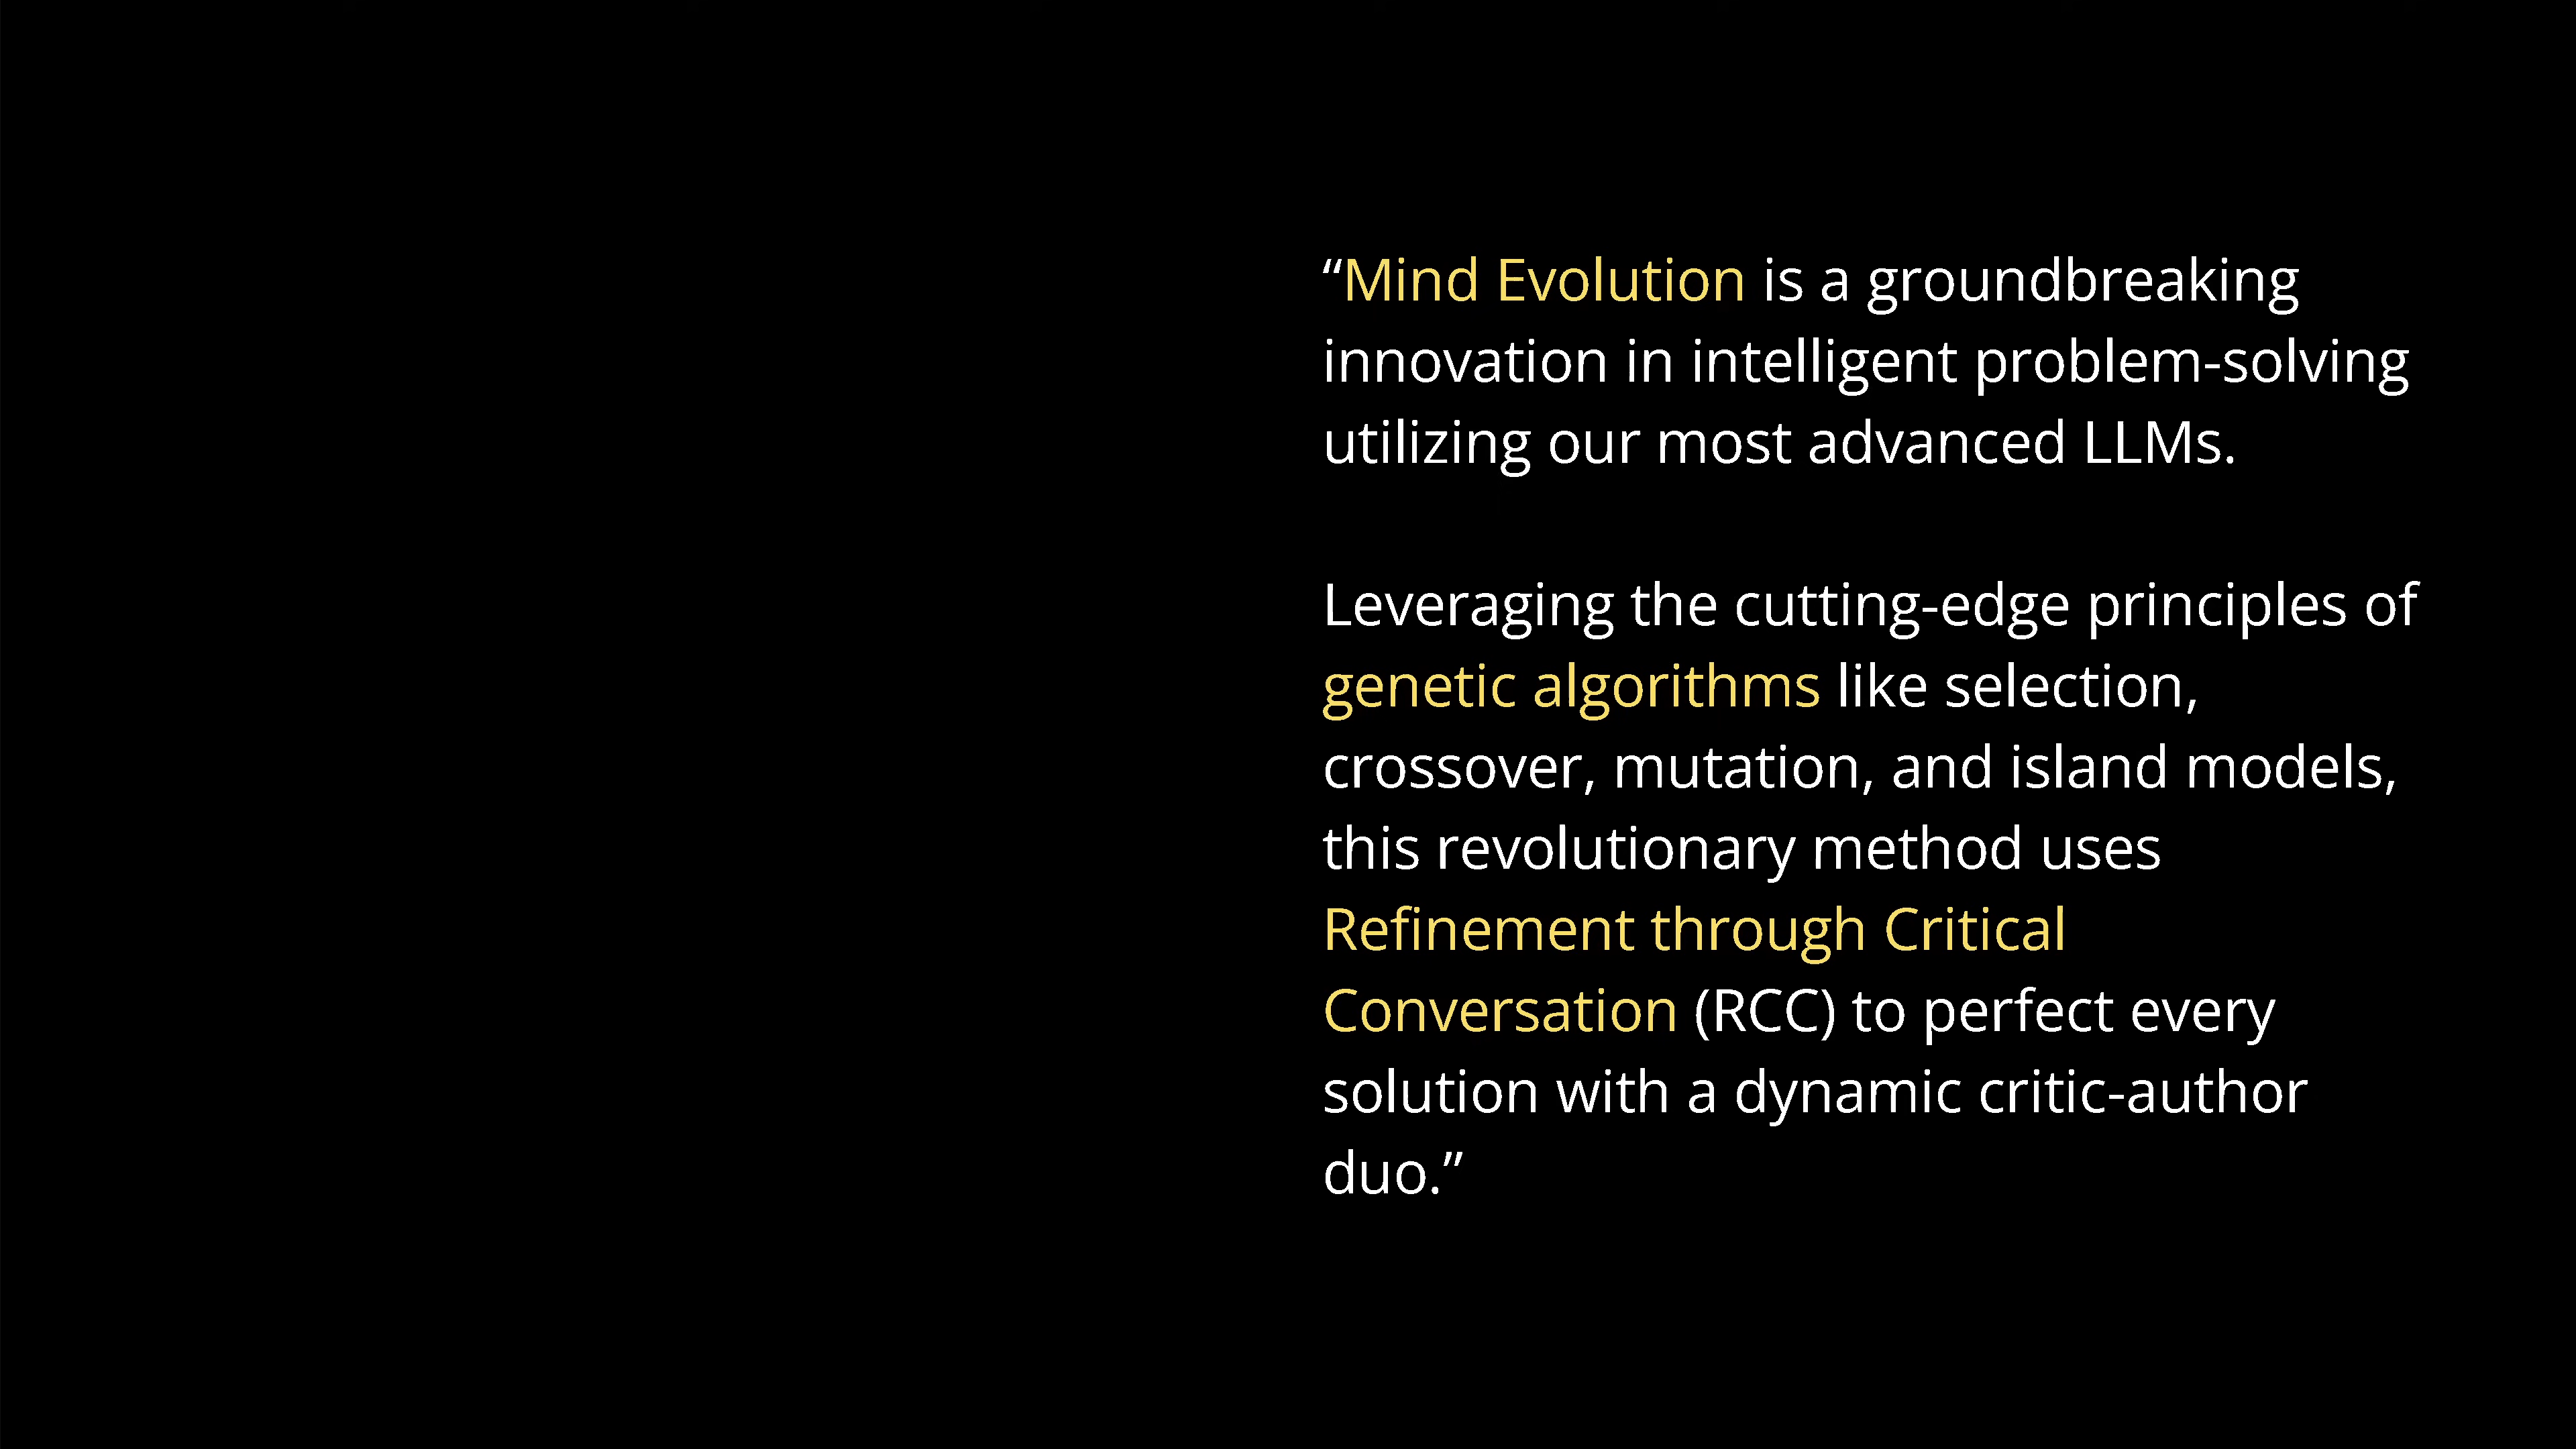 “Mind Evolution is a groundbreaking
innovation in intelligent problem-solving
utilizing our most advanced LLMs.
Leveraging the cutting-edge principles of
genetic algorithms like selection,
crossover, mutation, and island models,
this revolutionary method uses
Refinement through Critical
Conversation (RCC) to perfect every
solution with a dynamic critic-author
duo.”